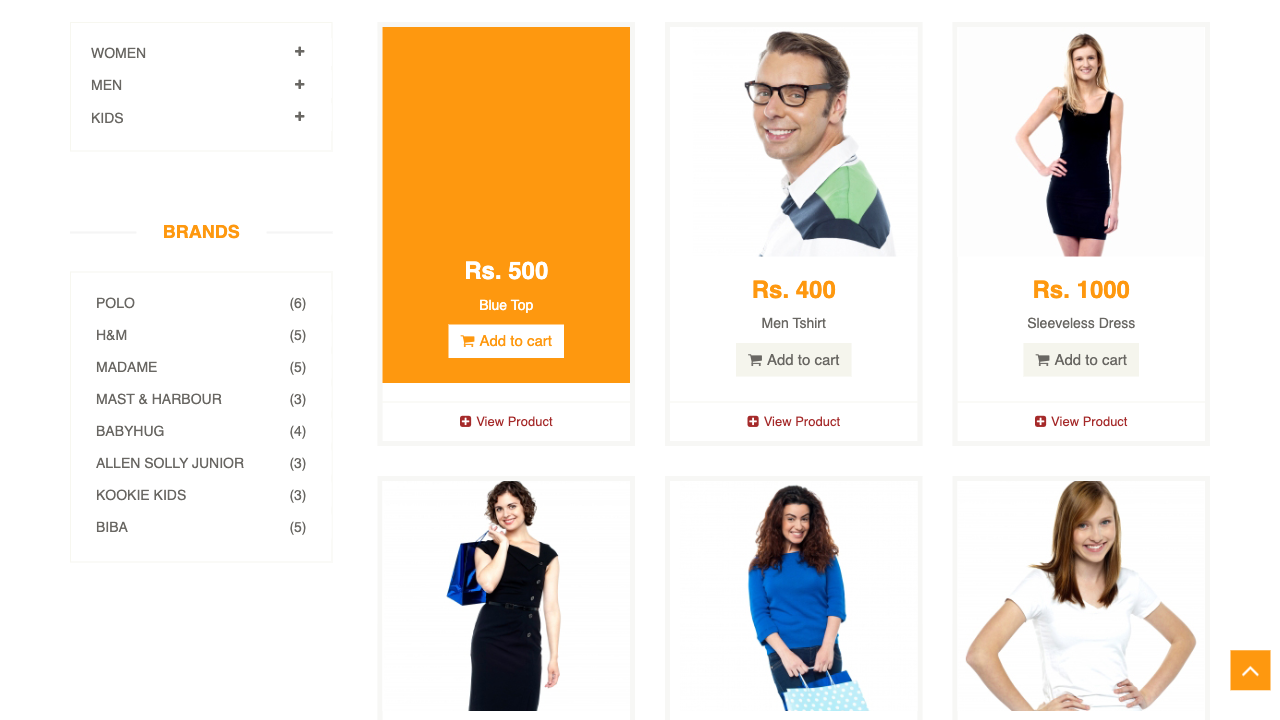 WOMEN
MEN
KIDS
BRANDS
POLO (6)
H&M (5)
MADAME (5)
MAST & HARBOUR (3)
BABYHUG (4)
ALLEN SOLLY JUNIOR (3)
KOOKIE KIDS (3)
BIBA (5)
Rs. 500
Blue Top
Add to cart
View Product
Rs. 400
Men Tshirt
Add to cart
View Product
Rs. 1000
Sleeveless Dress
Add to cart
View Product